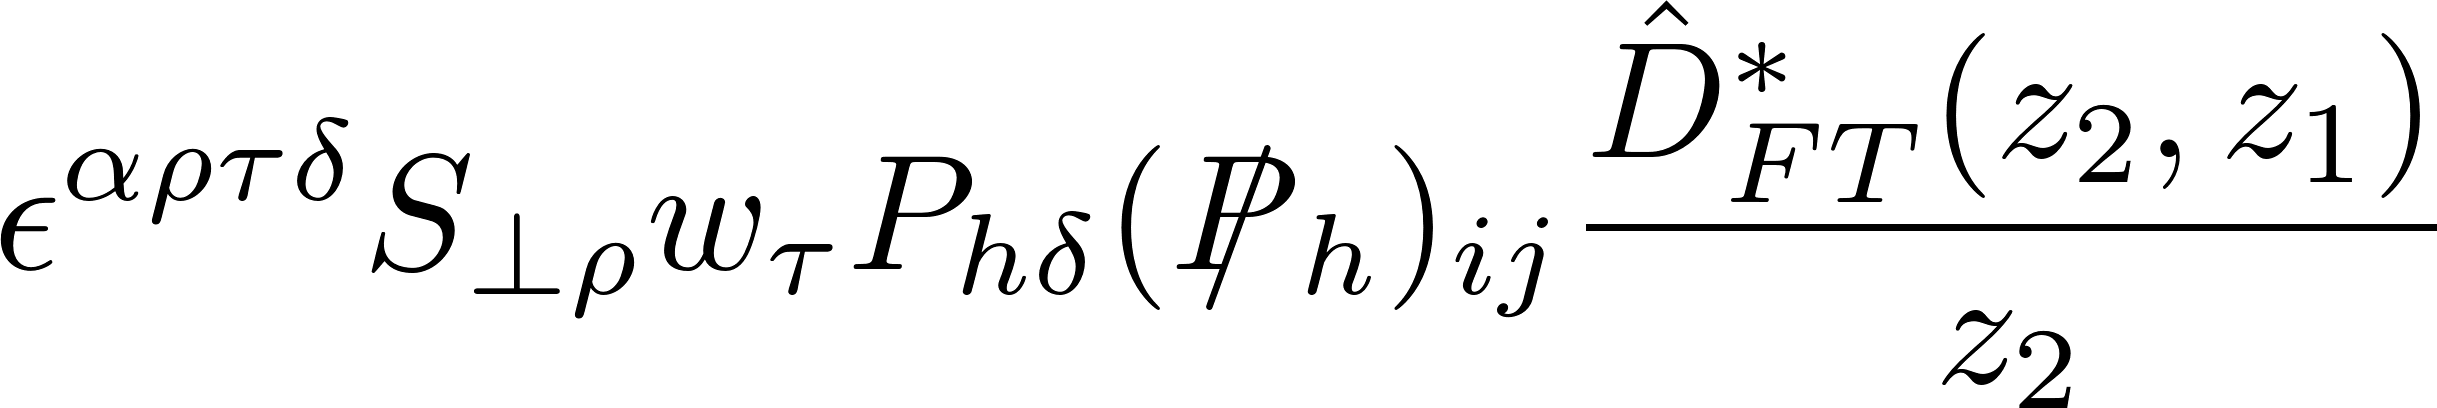 \epsilon^{\alpha\rho\tau\delta} S_{\perp\rho} w_{\tau} P_{h\delta} (\not{P}_{h})_{ij} \frac{\hat{D}^{*}_{FT}(z_2, z_1)}{z_2}